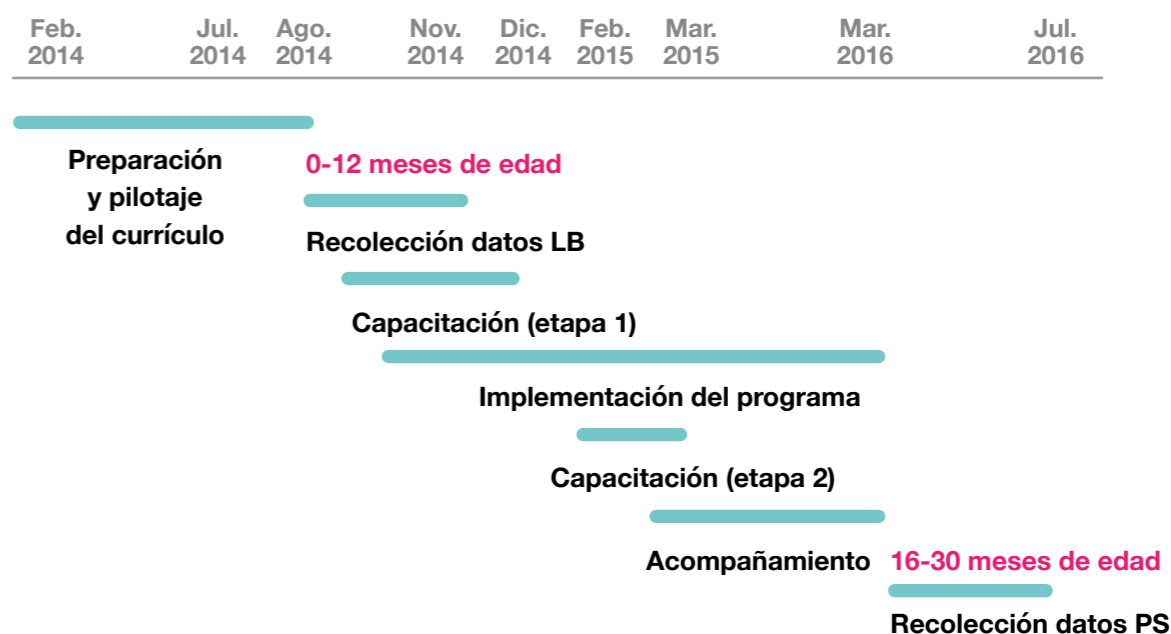 Feb. Jul. Ago. Nov. Dic. Feb. Mar. Mar. Jul.
2014 2014 2014 2014 2014 2015 2015 2016 2016
Preparación
y pilotaje
del currículo
0-12 meses de edad
Recolección datos LB
Capacitación (etapa 1)
Implementación del programa
Capacitación (etapa 2)
Acompañamiento
16-30 meses de edad
Recolección datos PS